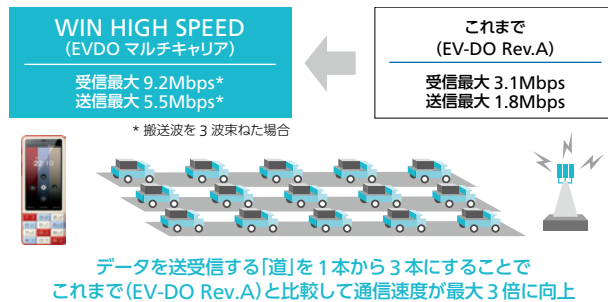 WIN HIGH SPEED
(EVDO マルチキャリア)
受信最大 9.2Mbps*
送信最大 5.5Mbps*
* 搬送波を3波束ねた場合
これまで
(EV-DO Rev.A)
受信最大 3.1Mbps
送信最大 1.8Mbps
データを送受信する「道」を1本から3本にすることで
これまで(EV-DO Rev.A)と比較して通信速度が最大3倍に向上